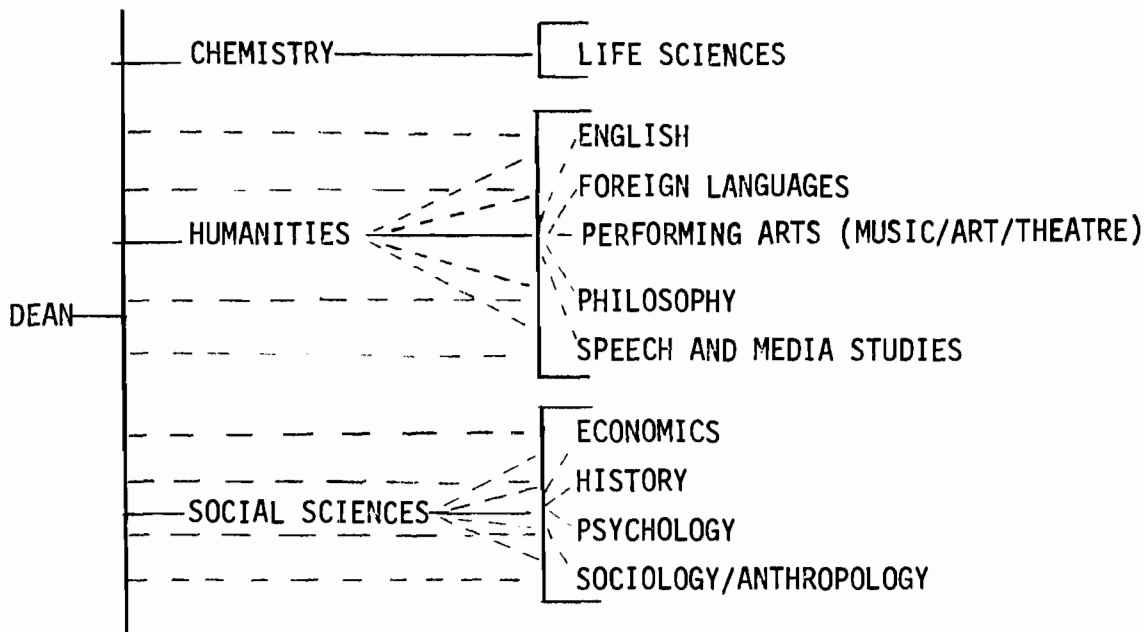 CHEMISTRY
LIFE SCIENCES
ENGLISH
FOREIGN LANGUAGES
HUMANITIES
PERFORMING ARTS (MUSIC/ART/THEATRE)
PHILOSOPHY
DEAN
SPEECH AND MEDIA STUDIES
ECONOMICS
HISTORY
SOCIAL SCIENCES
PSYCHOLOGY
SOCIOLOGY/ANTHROPOLOGY